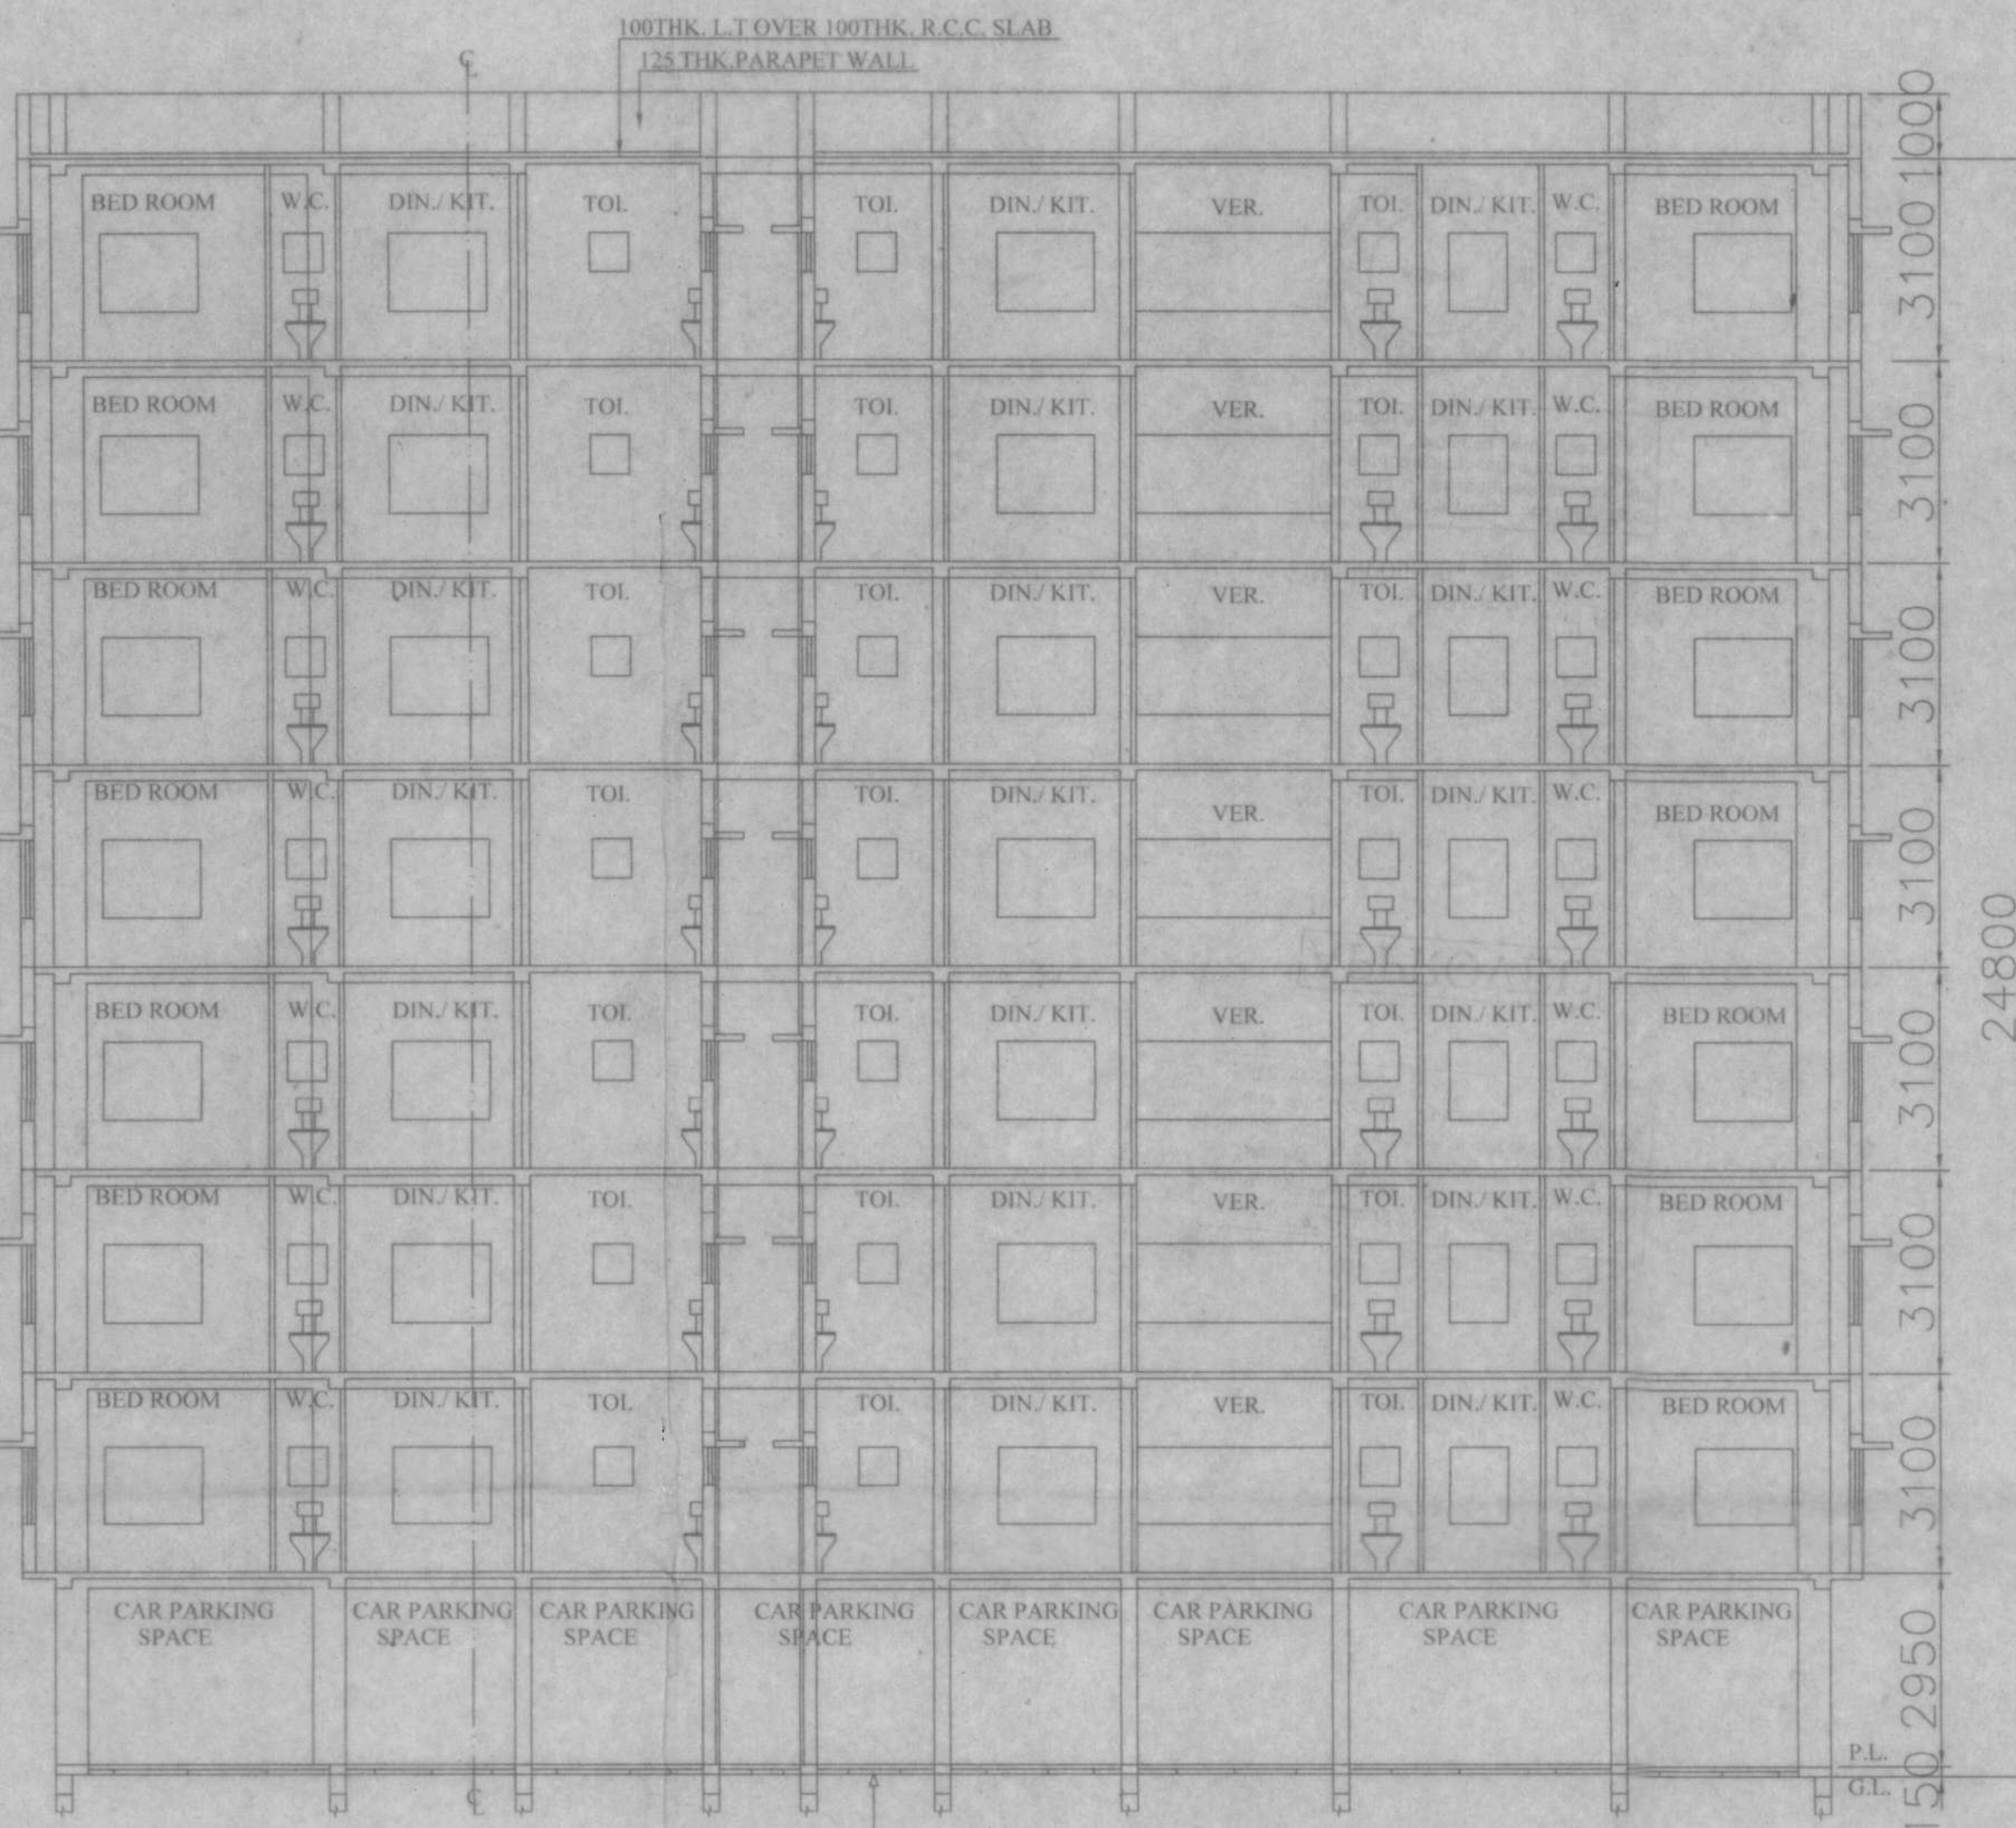 100THK. L.T OVER 100THK. R.C.C. SLAB
125 THK.PARAPET WALL
1000
BED ROOM W.C. DIN./ KIT. TOI. TOI. DIN./ KIT. VER. TOI. DIN./ KIT. W.C. BED ROOM 3100
BED ROOM W.C. DIN./ KIT. TOI. TOI. DIN./ KIT. VER. TOI. DIN./ KIT. W.C. BED ROOM 3100
BED ROOM W.C. DIN./ KIT. TOI. TOI. DIN./ KIT. VER. TOI. DIN./ KIT. W.C. BED ROOM 3100
BED ROOM W.C. DIN./ KIT. TOI. TOI. DIN./ KIT. VER. TOI. DIN./ KIT. W.C. BED ROOM 3100
24800
BED ROOM W.C. DIN./ KIT. TOI. TOI. DIN./ KIT. VER. TOI. DIN./ KIT. W.C. BED ROOM 3100
BED ROOM W.C. DIN./ KIT. TOI. TOI. DIN./ KIT. VER. TOI. DIN./ KIT. W.C. BED ROOM 3100
BED ROOM W.C. DIN./ KIT. TOI. TOI. DIN./ KIT. VER. TOI. DIN./ KIT. W.C. BED ROOM 3100
CAR PARKING CAR PARKING CAR PARKING CAR PARKING CAR PARKING CAR PARKING CAR PARKING CAR PARKING
SPACE SPACE SPACE SPACE SPACE SPACE SPACE SPACE
2950
P.L.
G.L.
150